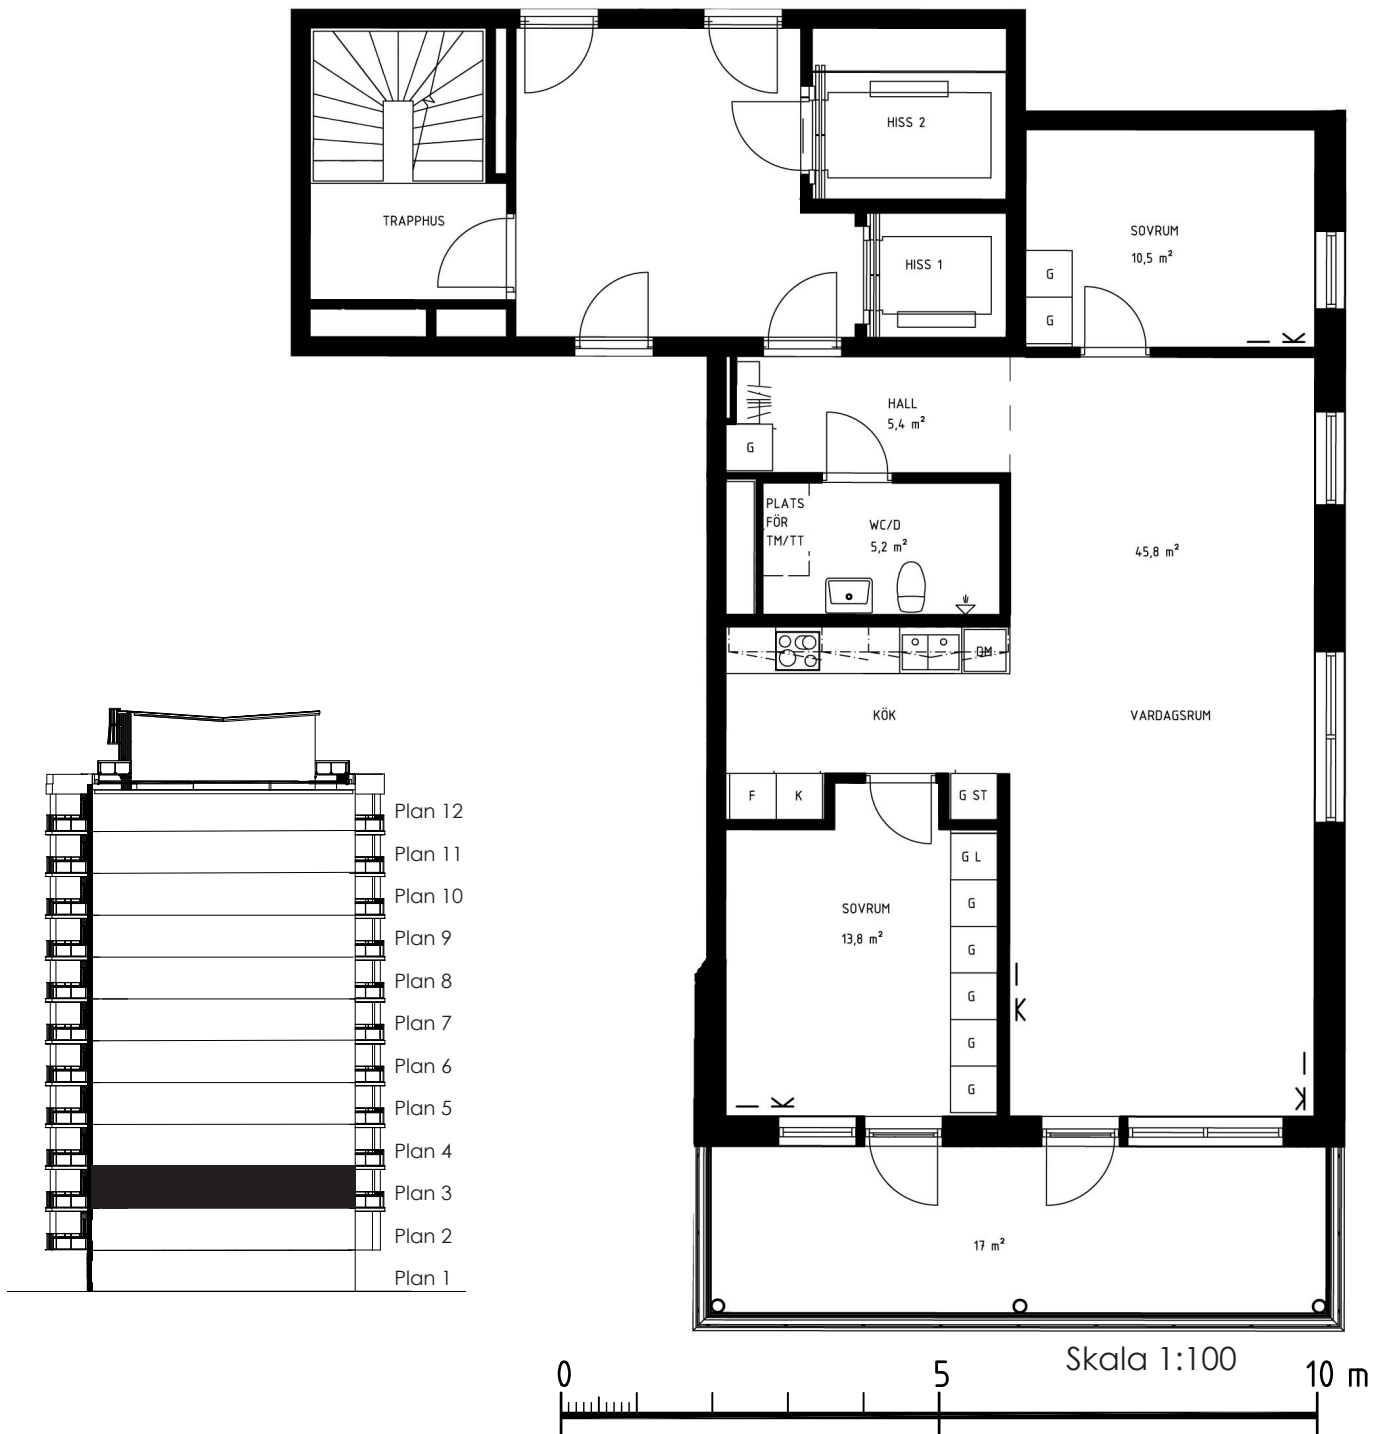 TRAPPHUS
HISS 2
HISS 1
SOVRUM
10,5 m²
G
G
HALL
5,4 m²
G
PLATS
FÖR
TM/TT
WC/D
5,2 m²
45,8 m²
DM
KÖK
VARDAGSRUM
F
K
G ST
G L
G
G
G
G
G
SOVRUM
13,8 m²
17 m²
Plan 12
Plan 11
Plan 10
Plan 9
Plan 8
Plan 7
Plan 6
Plan 5
Plan 4
Plan 3
Plan 2
Plan 1
Skala 1:100
0 5 10 m